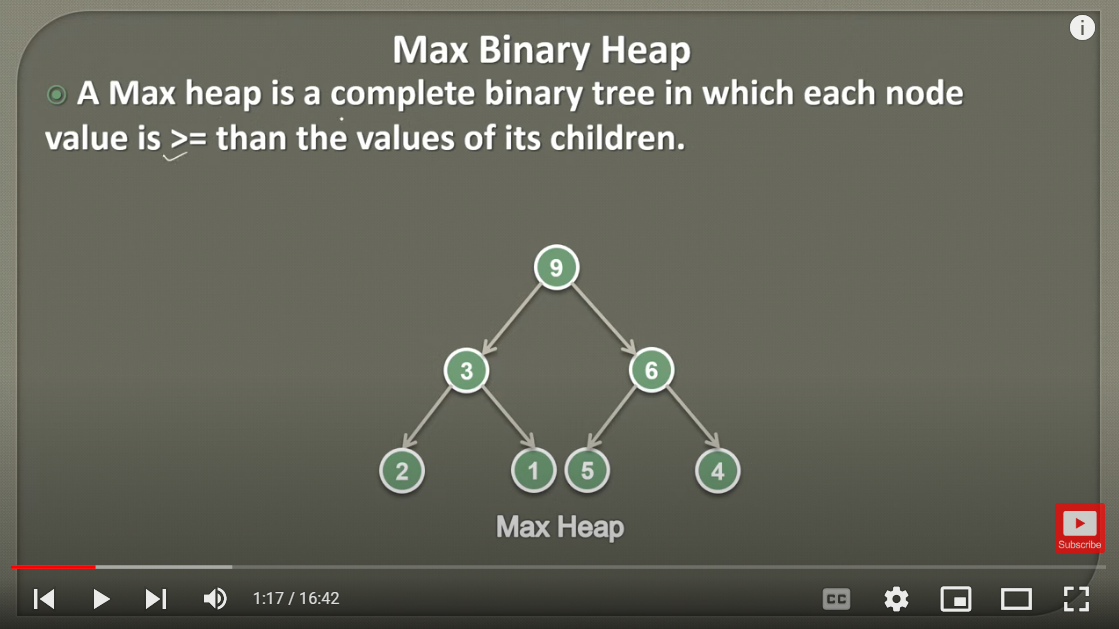 Max Binary Heap
A Max heap is a complete binary tree in which each node
value is >= than the values of its children.
9
3 6
2 1 5 4
Max Heap
Subscribe
1:17 / 16:42
CC
i